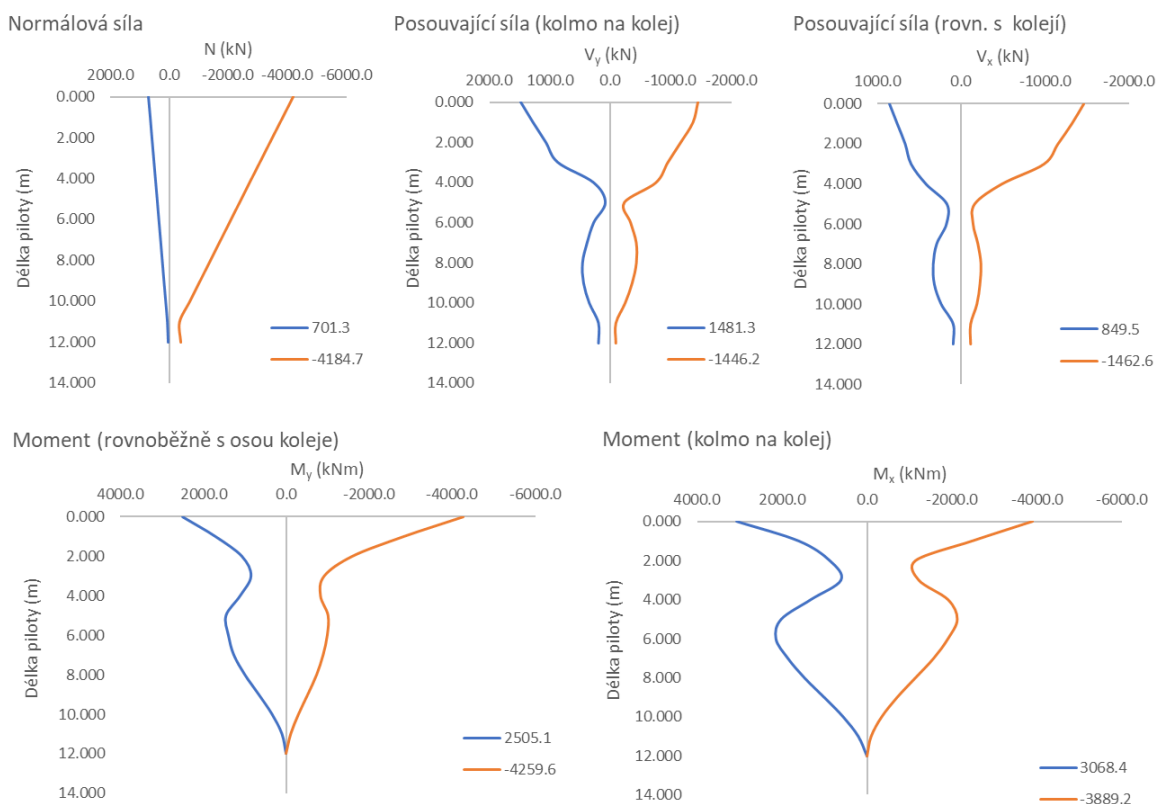 Normálová síla
N (kN)
2000.0 0.0 -2000.0 -4000.0 -6000.0
0.000
2.000
4.000
6.000
8.000
10.000
12.000
14.000
Délka piloty (m)
701.3
-4184.7
Posouvající síla (kolmo na kolej)
Vy (kN)
2000.0 1000.0 0.0 -1000.0 -2000.0
0.000
2.000
4.000
6.000
8.000
10.000
12.000
14.000
Délka piloty (m)
1481.3
-1446.2
Posouvající síla (rovn. s kolejí)
Vx (kN)
1000.0 0.0 -1000.0 -2000.0
0.000
2.000
4.000
6.000
8.000
10.000
12.000
14.000
Délka piloty (m)
849.5
-1462.6
Moment (rovnoběžně s osou koleje)
My (kNm)
4000.0 2000.0 0.0 -2000.0 -4000.0 -6000.0
0.000
2.000
4.000
6.000
8.000
10.000
12.000
14.000
Délka piloty (m)
2505.1
-4259.6
Moment (kolmo na kolej)
Mx (kNm)
4000.0 2000.0 0.0 -2000.0 -4000.0 -6000.0
0.000
2.000
4.000
6.000
8.000
10.000
12.000
14.000
Délka piloty (m)
3068.4
-3889.2